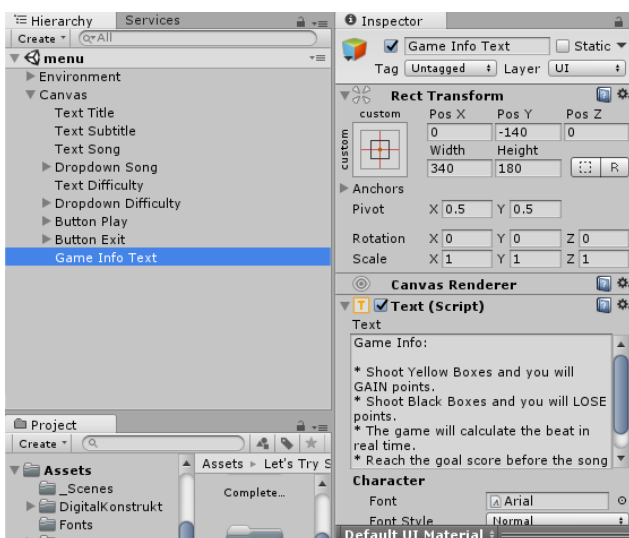 Hierarchy Services
Create All
menu
Environment
Canvas
Text Title
Text Subtitle
Text Song
Dropdown Song
Text Difficulty
Dropdown Difficulty
Button Play
Button Exit
Game Info Text
Project
Create
Assets
_Scenes
DigitalKonstrukt
Fonts
Assets Let's Try S
Complete...
Inspector
Game Info Text Static
Tag Untagged Layer UI
Rect Transform
custom Pos X Pos Y Pos Z
custom
0 -140 0
Width Height
340 180 R
Anchors
Pivot X 0.5 Y 0.5
Rotation X 0 Y 0 Z 0
Scale X 1 Y 1 Z 1
Canvas Renderer
T Text (Script)
Text
Game Info:
* Shoot Yellow Boxes and you will
GAIN points.
* Shoot Black Boxes and you will LOSE
points.
* The game will calculate the beat in
real time.
* Reach the goal score before the song
Character
Font Arial
Font Style Normal
Default UI Material